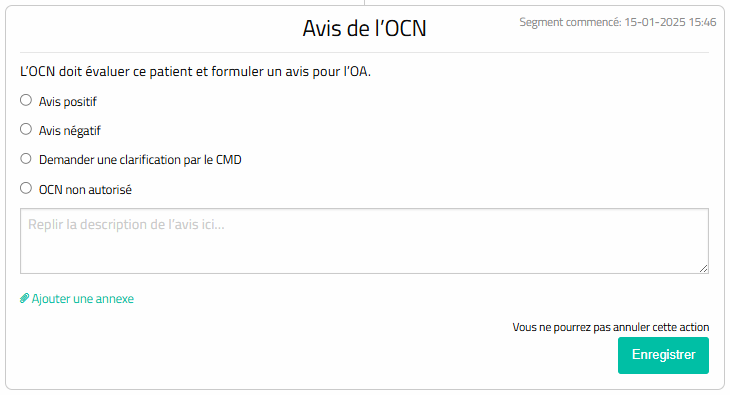 Avis de l'OCN
Segment commencé: 15-01-2025 15:46
L'OCN doit évaluer ce patient et formuler un avis pour l'OA.
Avis positif
Avis négatif
Demander une clarification par le CMD
OCN non autorisé
Replir la description de l'avis ici...
Ajouter une annexe
Vous ne pourrez pas annuler cette action
Enregistrer